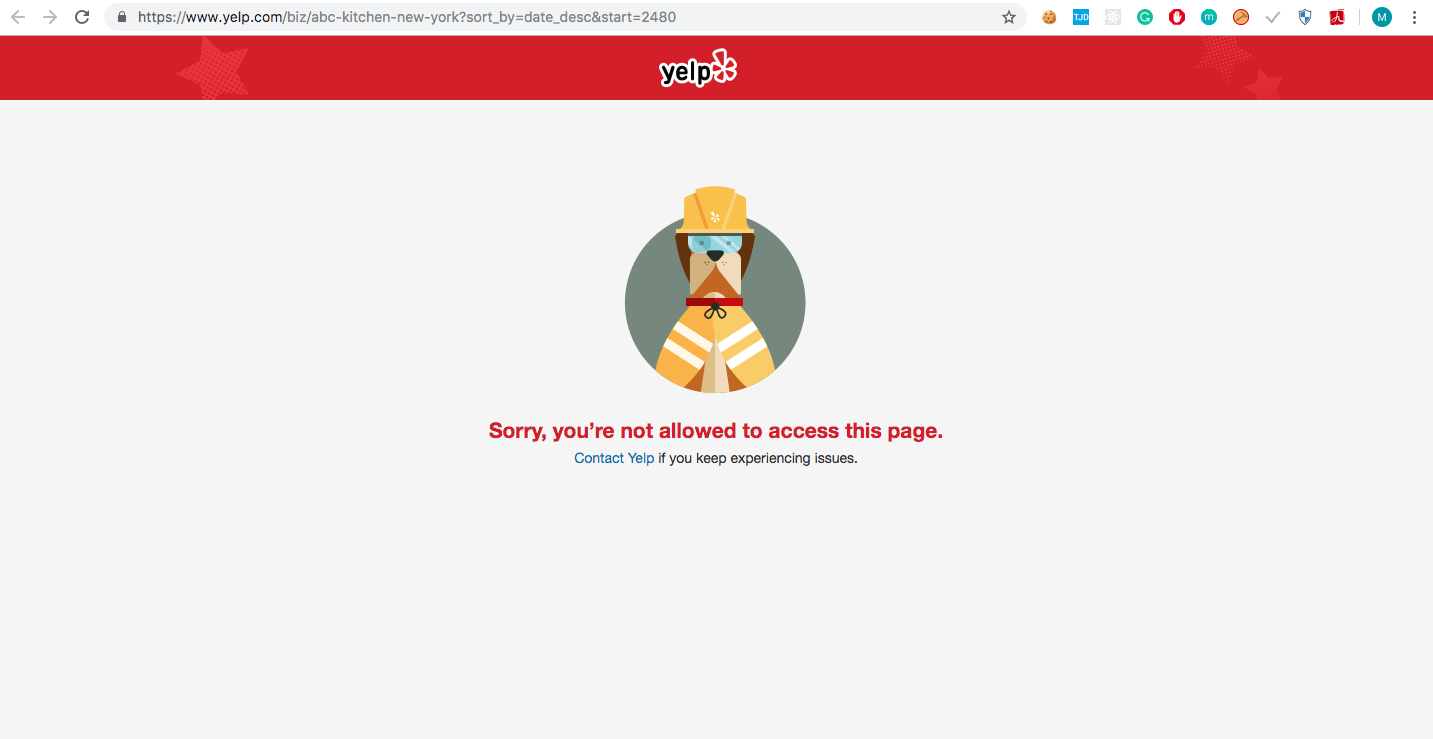 https://www.yelp.com/biz/abc-kitchen-new-york?sort_by=date_desc&start=2480
TJD
G
m
M
yelp
Sorry, you’re not allowed to access this page.
Contact Yelp if you keep experiencing issues.